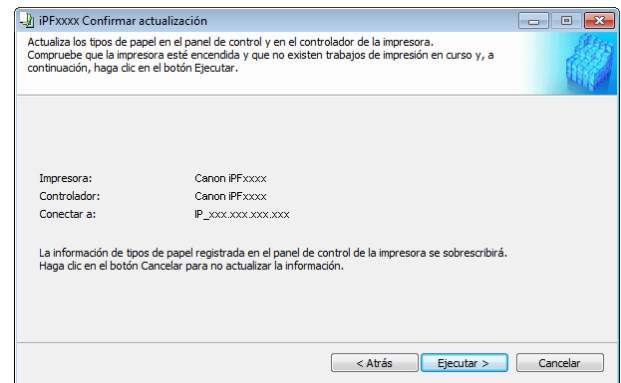 iPFxxxx Confirmar actualización
Actualiza los tipos de papel en el panel de control y en el controlador de la impresora.
Compruebe que la impresora esté encendida y que no existen trabajos de impresión en curso y, a
continuación, haga clic en el botón Ejecutar.
Impresora: Canon iPFxxxx
Controlador: Canon iPFxxxx
Conectar a: IP_xxx.xxx.xxx.xxx
La información de tipos de papel registrada en el panel de control de la impresora se sobrescribirá.
Haga clic en el botón Cancelar para no actualizar la información.
< Atrás Ejecutar > Cancelar